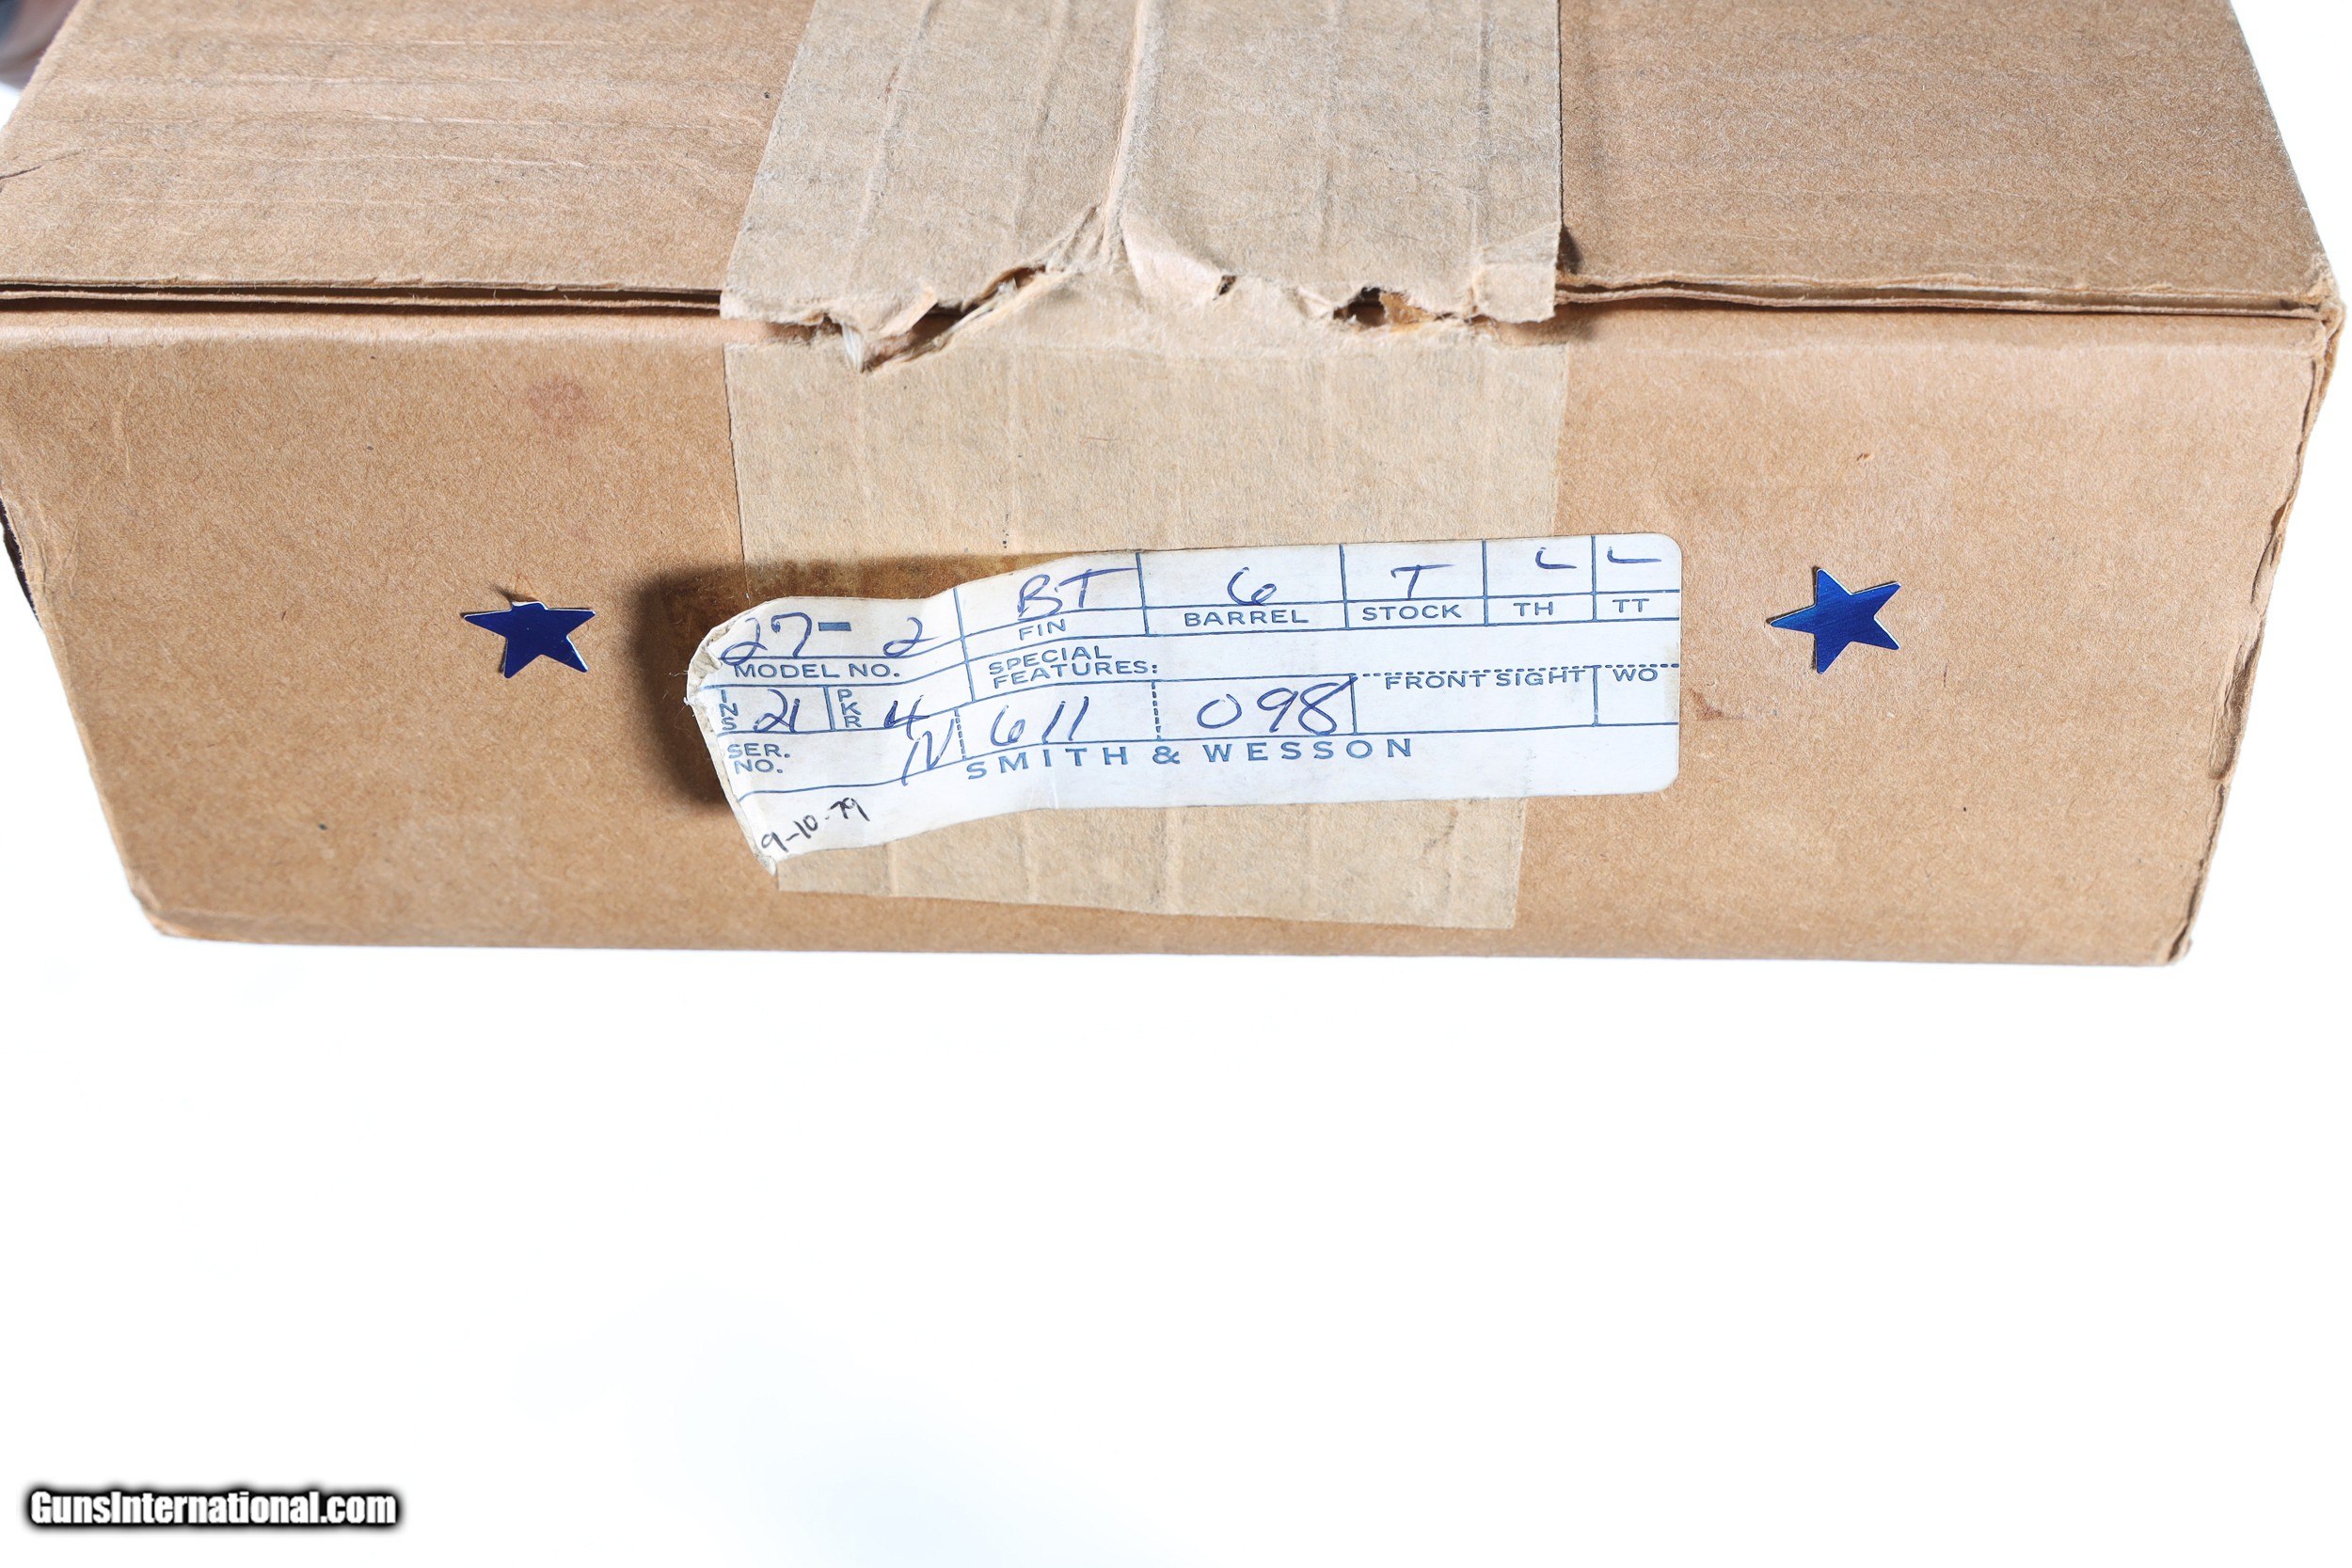 27-2 BT 6 T L L
MODEL NO. FIN BARREL STOCK TH TT
SPECIAL
FEATURES:
FRONT SIGHT WO
INS 21 PKR 4
SER.
NO. N 611 098
SMITH & WESSON
9-10-79
GunsInternational.com